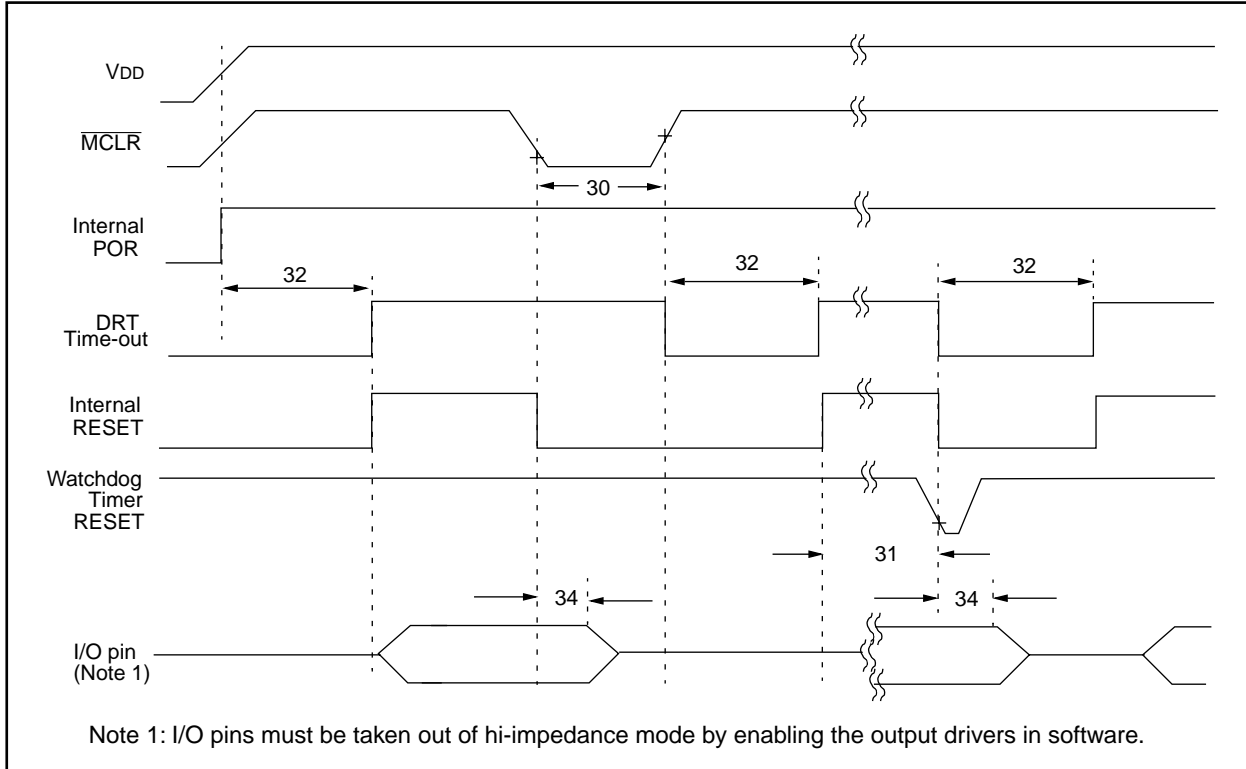 VDD
MCLR
30
Internal
POR
32
32
32
DRT
Time-out
Internal
RESET
Watchdog
Timer
RESET
31
34
34
I/O pin
(Note 1)
Note 1: I/O pins must be taken out of hi-impedance mode by enabling the output drivers in software.